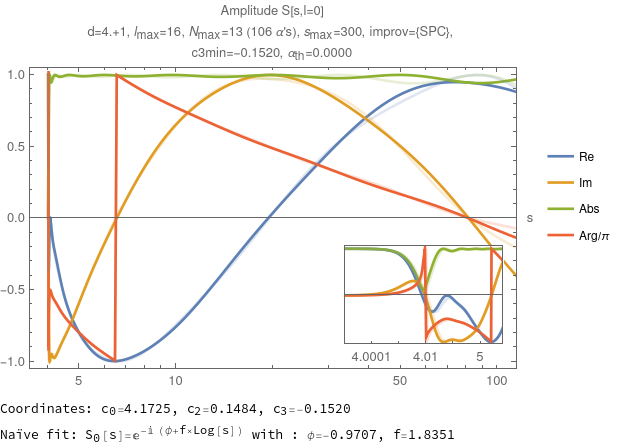 Amplitude S[s,l=0]
d=4.+1, lmax=16, Nmax=13 (106 α's), smax=300, improv={SPC},
c3min=-0.1520, αth=0.0000
1.0
0.5
0.0
-0.5
-1.0
5 10 50 100
s
Re
Im
Abs
Arg/π
4.0001 4.01 5
Coordinates: c0=4.1725, c2=0.1484, c3=-0.1520
Naïve fit: S0[s]=e^-i (ϕ+f×Log[s]) with : ϕ=-0.9707, f=1.8351